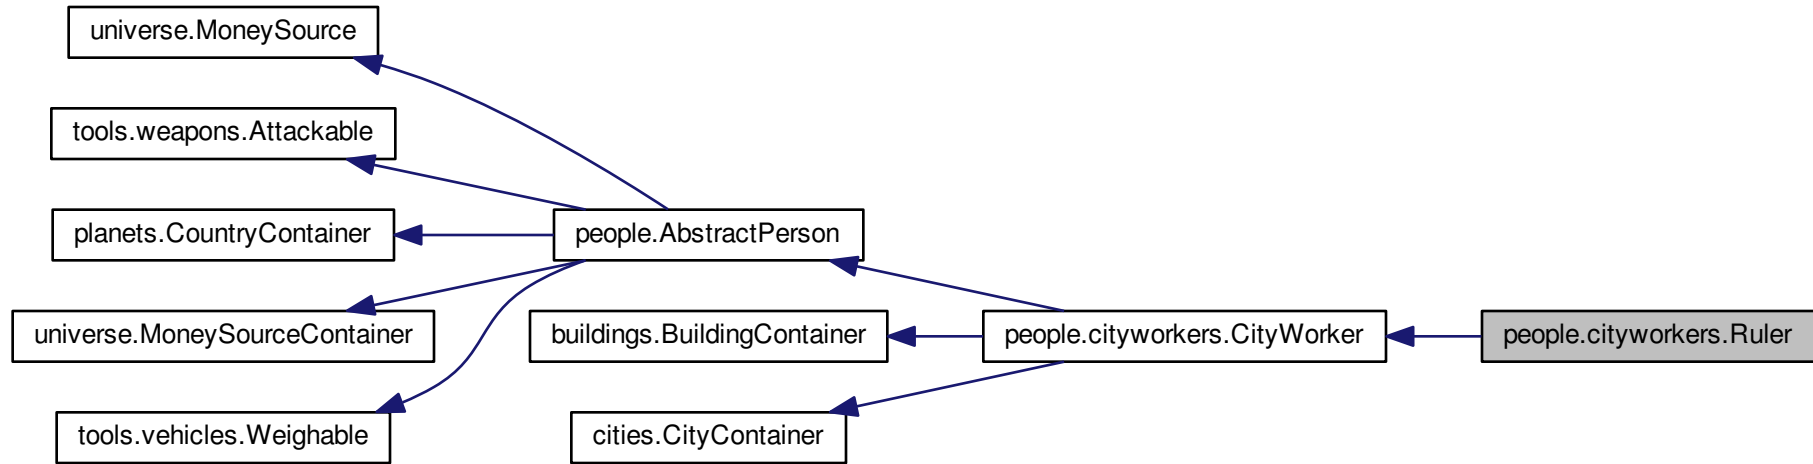 universe.MoneySource
tools.weapons.Attackable
planets.CountryContainer
people.AbstractPerson
universe.MoneySourceContainer
buildings.BuildingContainer
people.cityworkers.CityWorker
people.cityworkers.Ruler
tools.vehicles.Weighable
cities.CityContainer